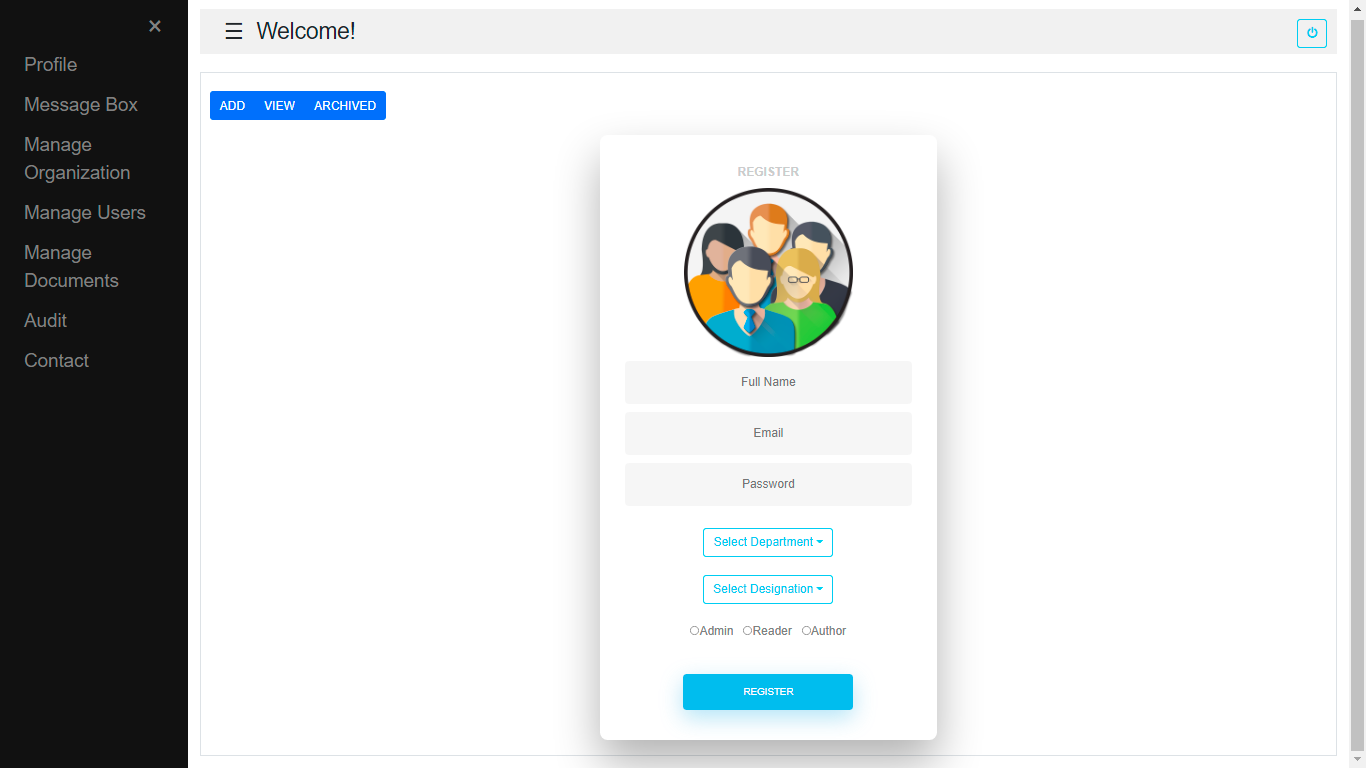 ×
Profile
Message Box
Manage
Organization
Manage Users
Manage
Documents
Audit
Contact
☰ Welcome!
ADD VIEW ARCHIVED
REGISTER
Full Name
Email
Password
Select Department
Select Designation
Admin Reader Author
REGISTER